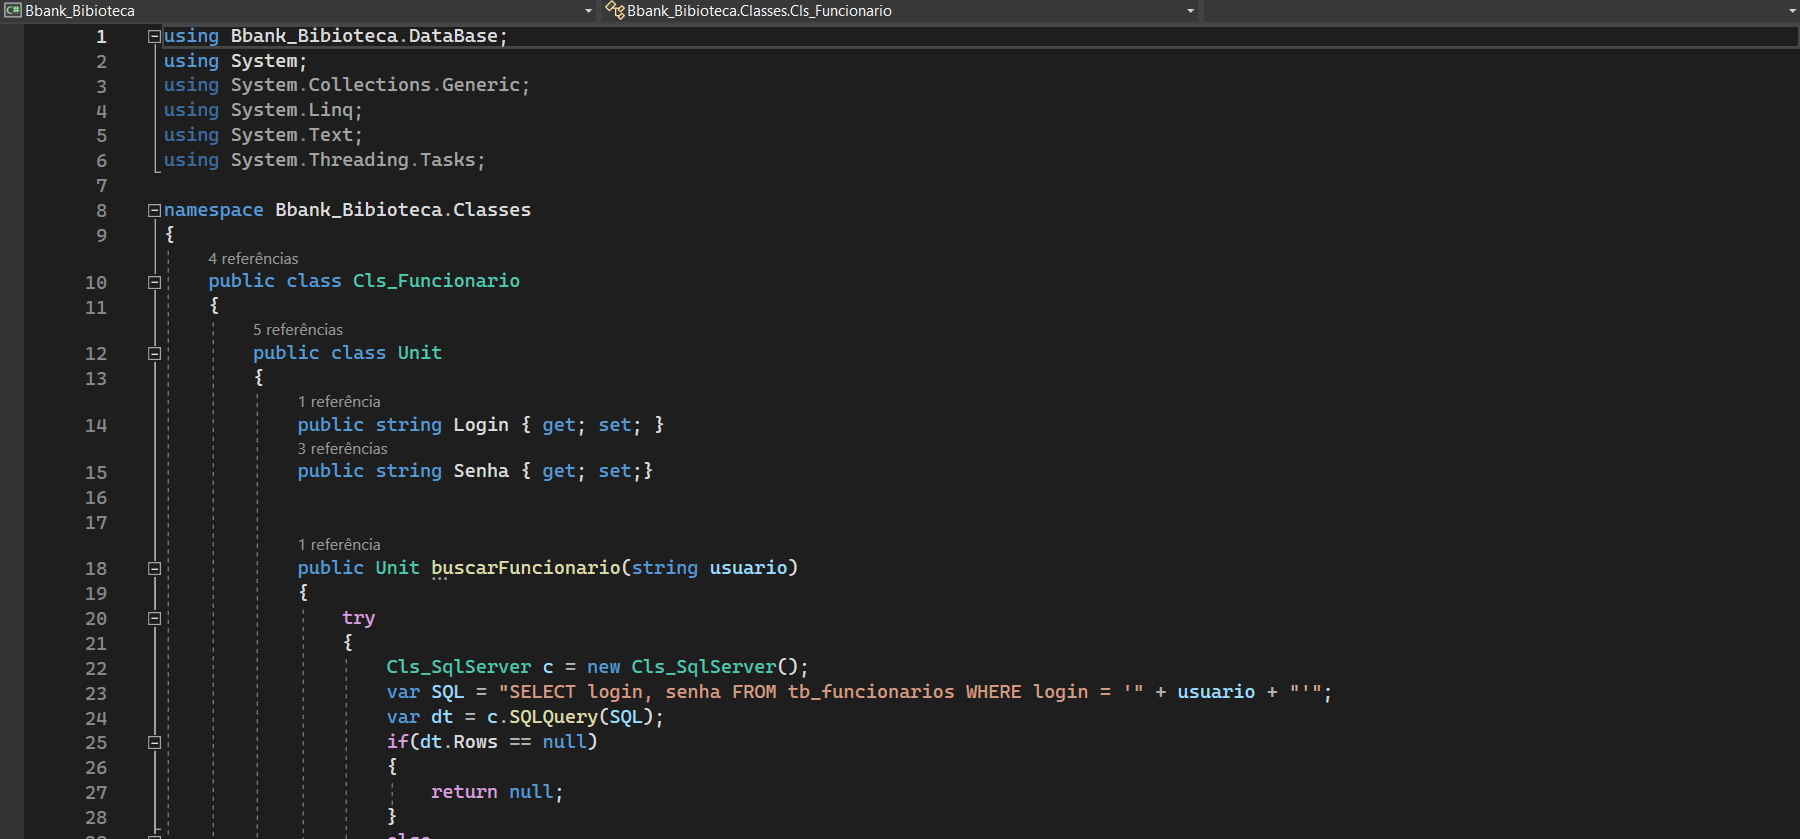 C# Bbank_Bibioteca Bbank_Bibioteca.Classes.Cls_Funcionario
1 using Bbank_Bibioteca.DataBase;
2 using System;
3 using System.Collections.Generic;
4 using System.Linq;
5 using System.Text;
6 using System.Threading.Tasks;
7
8 namespace Bbank_Bibioteca.Classes
9 {
4 referências
10 public class Cls_Funcionario
11 {
5 referências
12 public class Unit
13 {
1 referência
14 public string Login { get; set; }
3 referências
15 public string Senha { get; set;}
16
17
1 referência
18 public Unit buscarFuncionario(string usuario)
19 {
20 try
21 {
22 Cls_SqlServer c = new Cls_SqlServer();
23 var SQL = "SELECT login, senha FROM tb_funcionarios WHERE login = '" + usuario + "'";
24 var dt = c.SQLQuery(SQL);
25 if(dt.Rows == null)
26 {
27 return null;
28 }